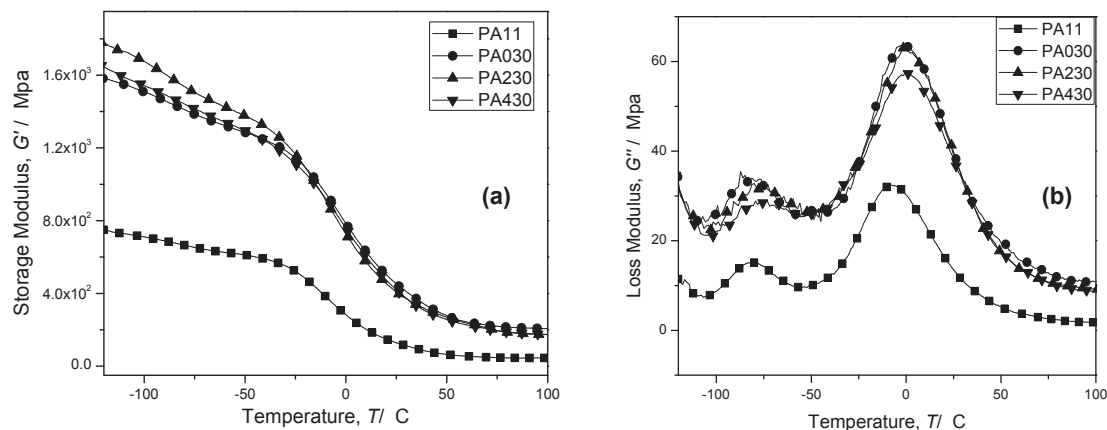 PA11
PA030
PA230
PA430
(a)
1.6x10³
1.2x10³
8.0x10²
4.0x10²
0.0
Storage Modulus, G' / Mpa
-100
-50
0
50
100
Temperature, T/ C
PA11
PA030
PA230
PA430
(b)
60
40
20
0
Loss Modulus, G'' / Mpa
-100
-50
0
50
100
Temperature, T/ C